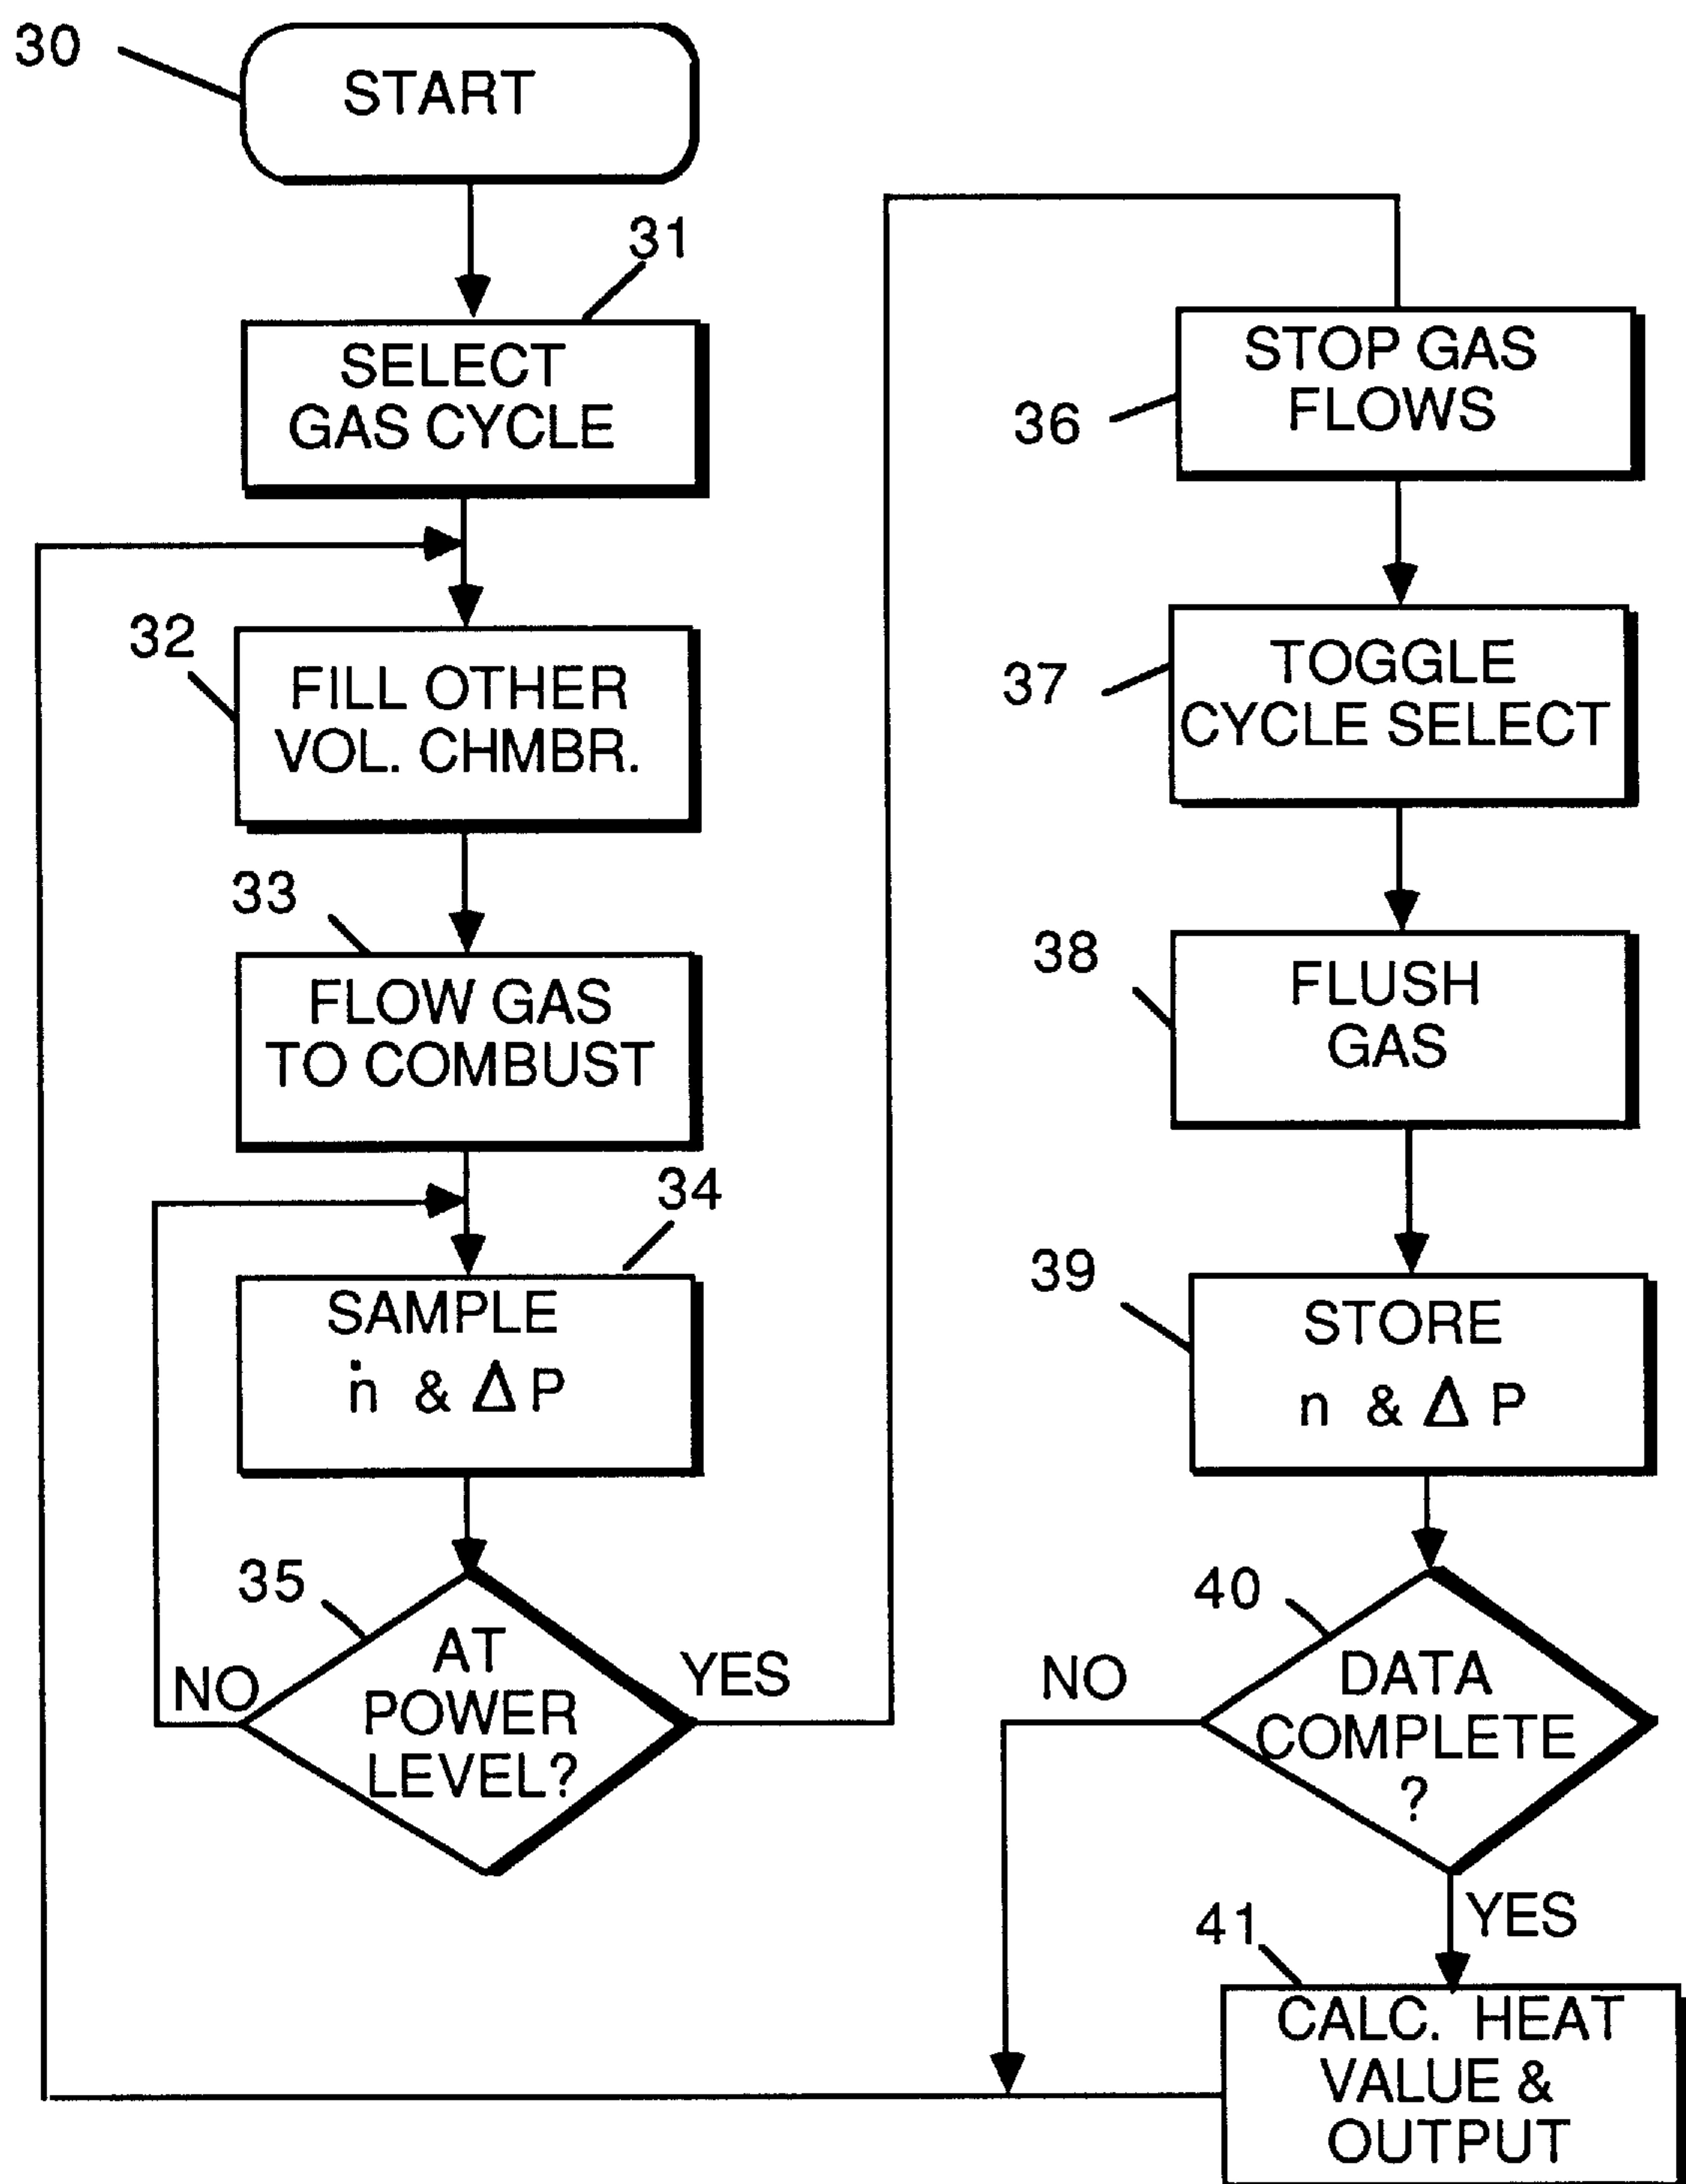 30
START
31
SELECT
GAS CYCLE
32
FILL OTHER
VOL. CHMBR.
33
FLOW GAS
TO COMBUST
34
SAMPLE
ṅ & Δ P
35
AT
POWER
LEVEL?
NO
YES
36
STOP GAS
FLOWS
37
TOGGLE
CYCLE SELECT
38
FLUSH
GAS
39
STORE
n & Δ P
40
DATA
COMPLETE
?
NO
YES
41
CALC. HEAT
VALUE &
OUTPUT